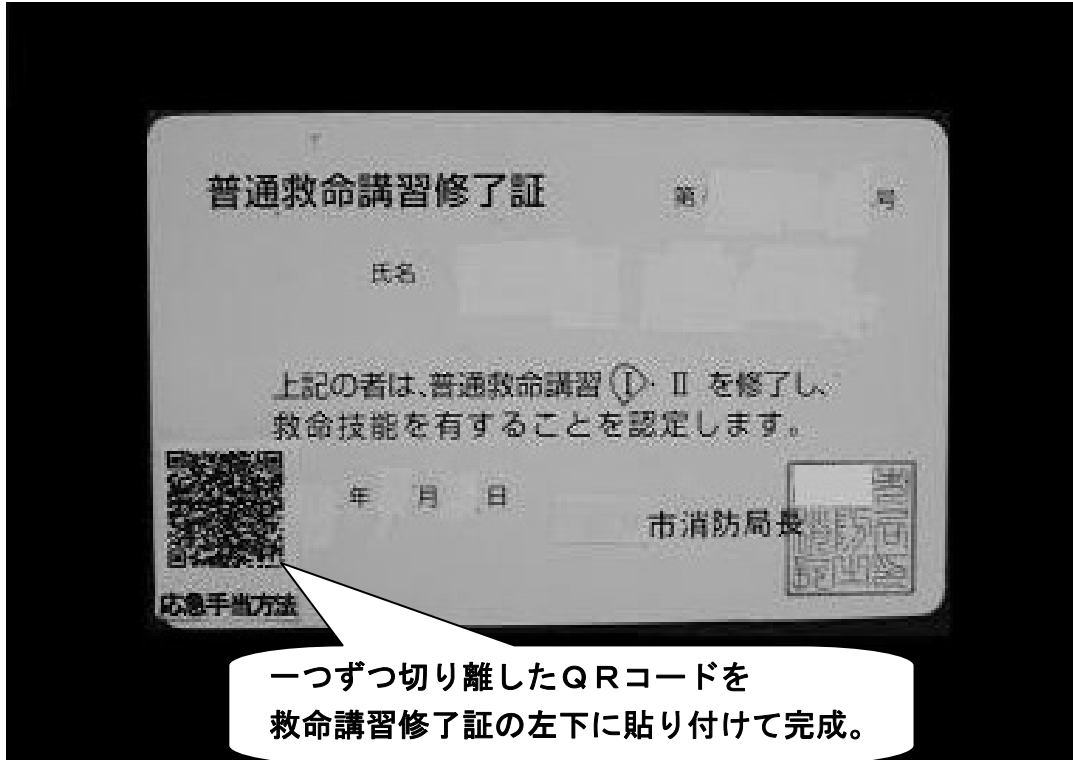 普通救命講習修了証
第 号
氏名
上記の者は、普通救命講習Ⓘ・Ⅱを修了し、
救命技能を有することを認定します。
年 月 日
市消防局長
応急手当方法
一つずつ切り離したQRコードを
救命講習修了証の左下に貼り付けて完成。